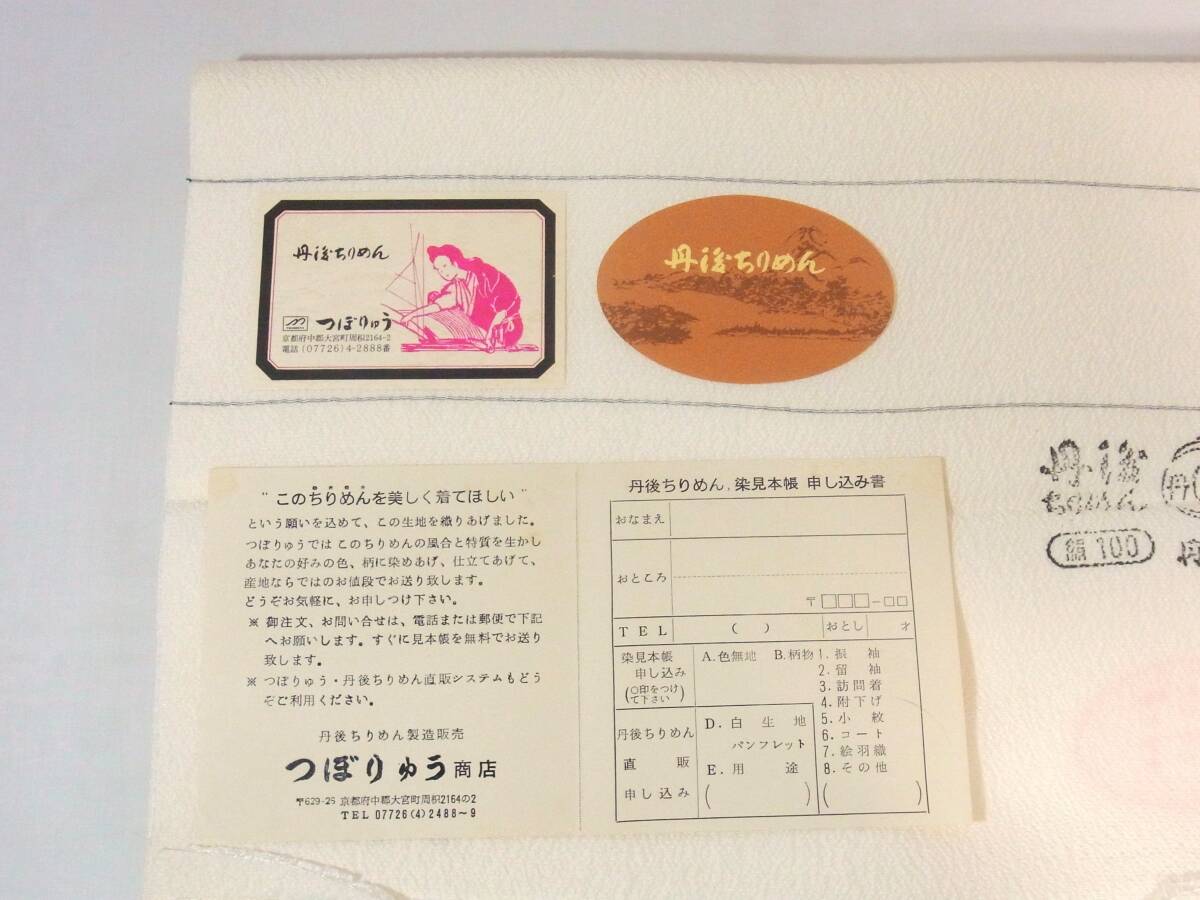 丹後ちりめん
つぼりゅう
京都府中郡大宮町周枳2164-2
電話(07726)4-2888番
丹後ちりめん
丹後
ちりめん
絹100
丹
"このちりめんを美しく着てほしい"
という願いを込めて、この生地を織りあげました。
つぼりゅうではこのちりめんの風合と特質を生かし
あなたの好みの色、柄に染めあげ、仕立てあげて、
産地ならではのお値段でお送り致します。
どうぞお気軽に、お申しつけ下さい。
※ 御注文、お問い合せは、電話または郵便で下記
へお願いします。すぐに見本帳を無料でお送り
致します。
※ つぼりゅう・丹後ちりめん直販システムもどう
ぞご利用ください。
丹後ちりめん製造販売
つぼりゅう商店
〒629-25 京都府中郡大宮町周枳2164の2
TEL 07726(4)2488〜9
丹後ちりめん、染見本帳 申し込み書
おなまえ
おところ
〒□□□-□□
TEL ( ) おとし 才
染見本帳
申し込み
(○印をつけて下さい)
A.色無地 B.柄物
1.振袖
2.留袖
3.訪問着
4.附下げ
5.小紋
6.コート
7.絵羽織
8.その他
( )
丹後ちりめん
直販
申し込み
D.白生地
パンフレット
E.用途
( )